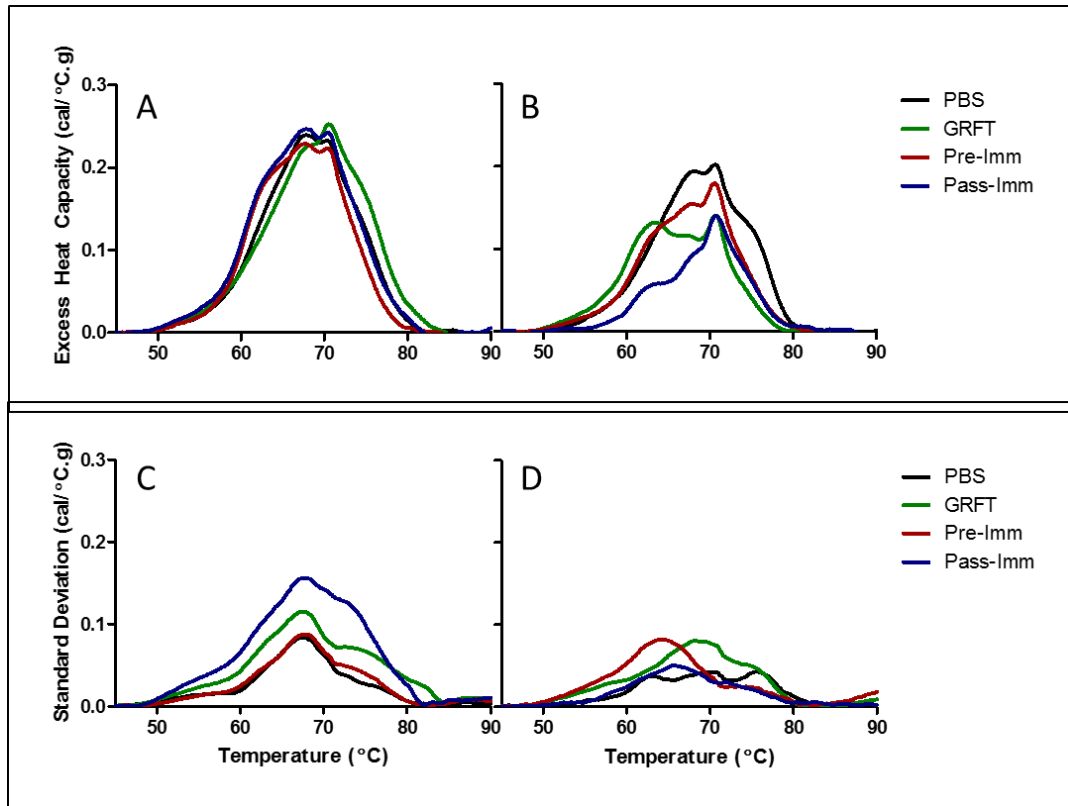 Excess Heat Capacity (cal/°C.g)
0.3
0.2
0.1
0.0
A
B
50 60 70 80 90
50 60 70 80 90
PBS
GRFT
Pre-Imm
Pass-Imm
Standard Deviation (cal/°C.g)
0.3
0.2
0.1
0.0
C
D
50 60 70 80 90
50 60 70 80 90
Temperature (°C)
Temperature (°C)
PBS
GRFT
Pre-Imm
Pass-Imm